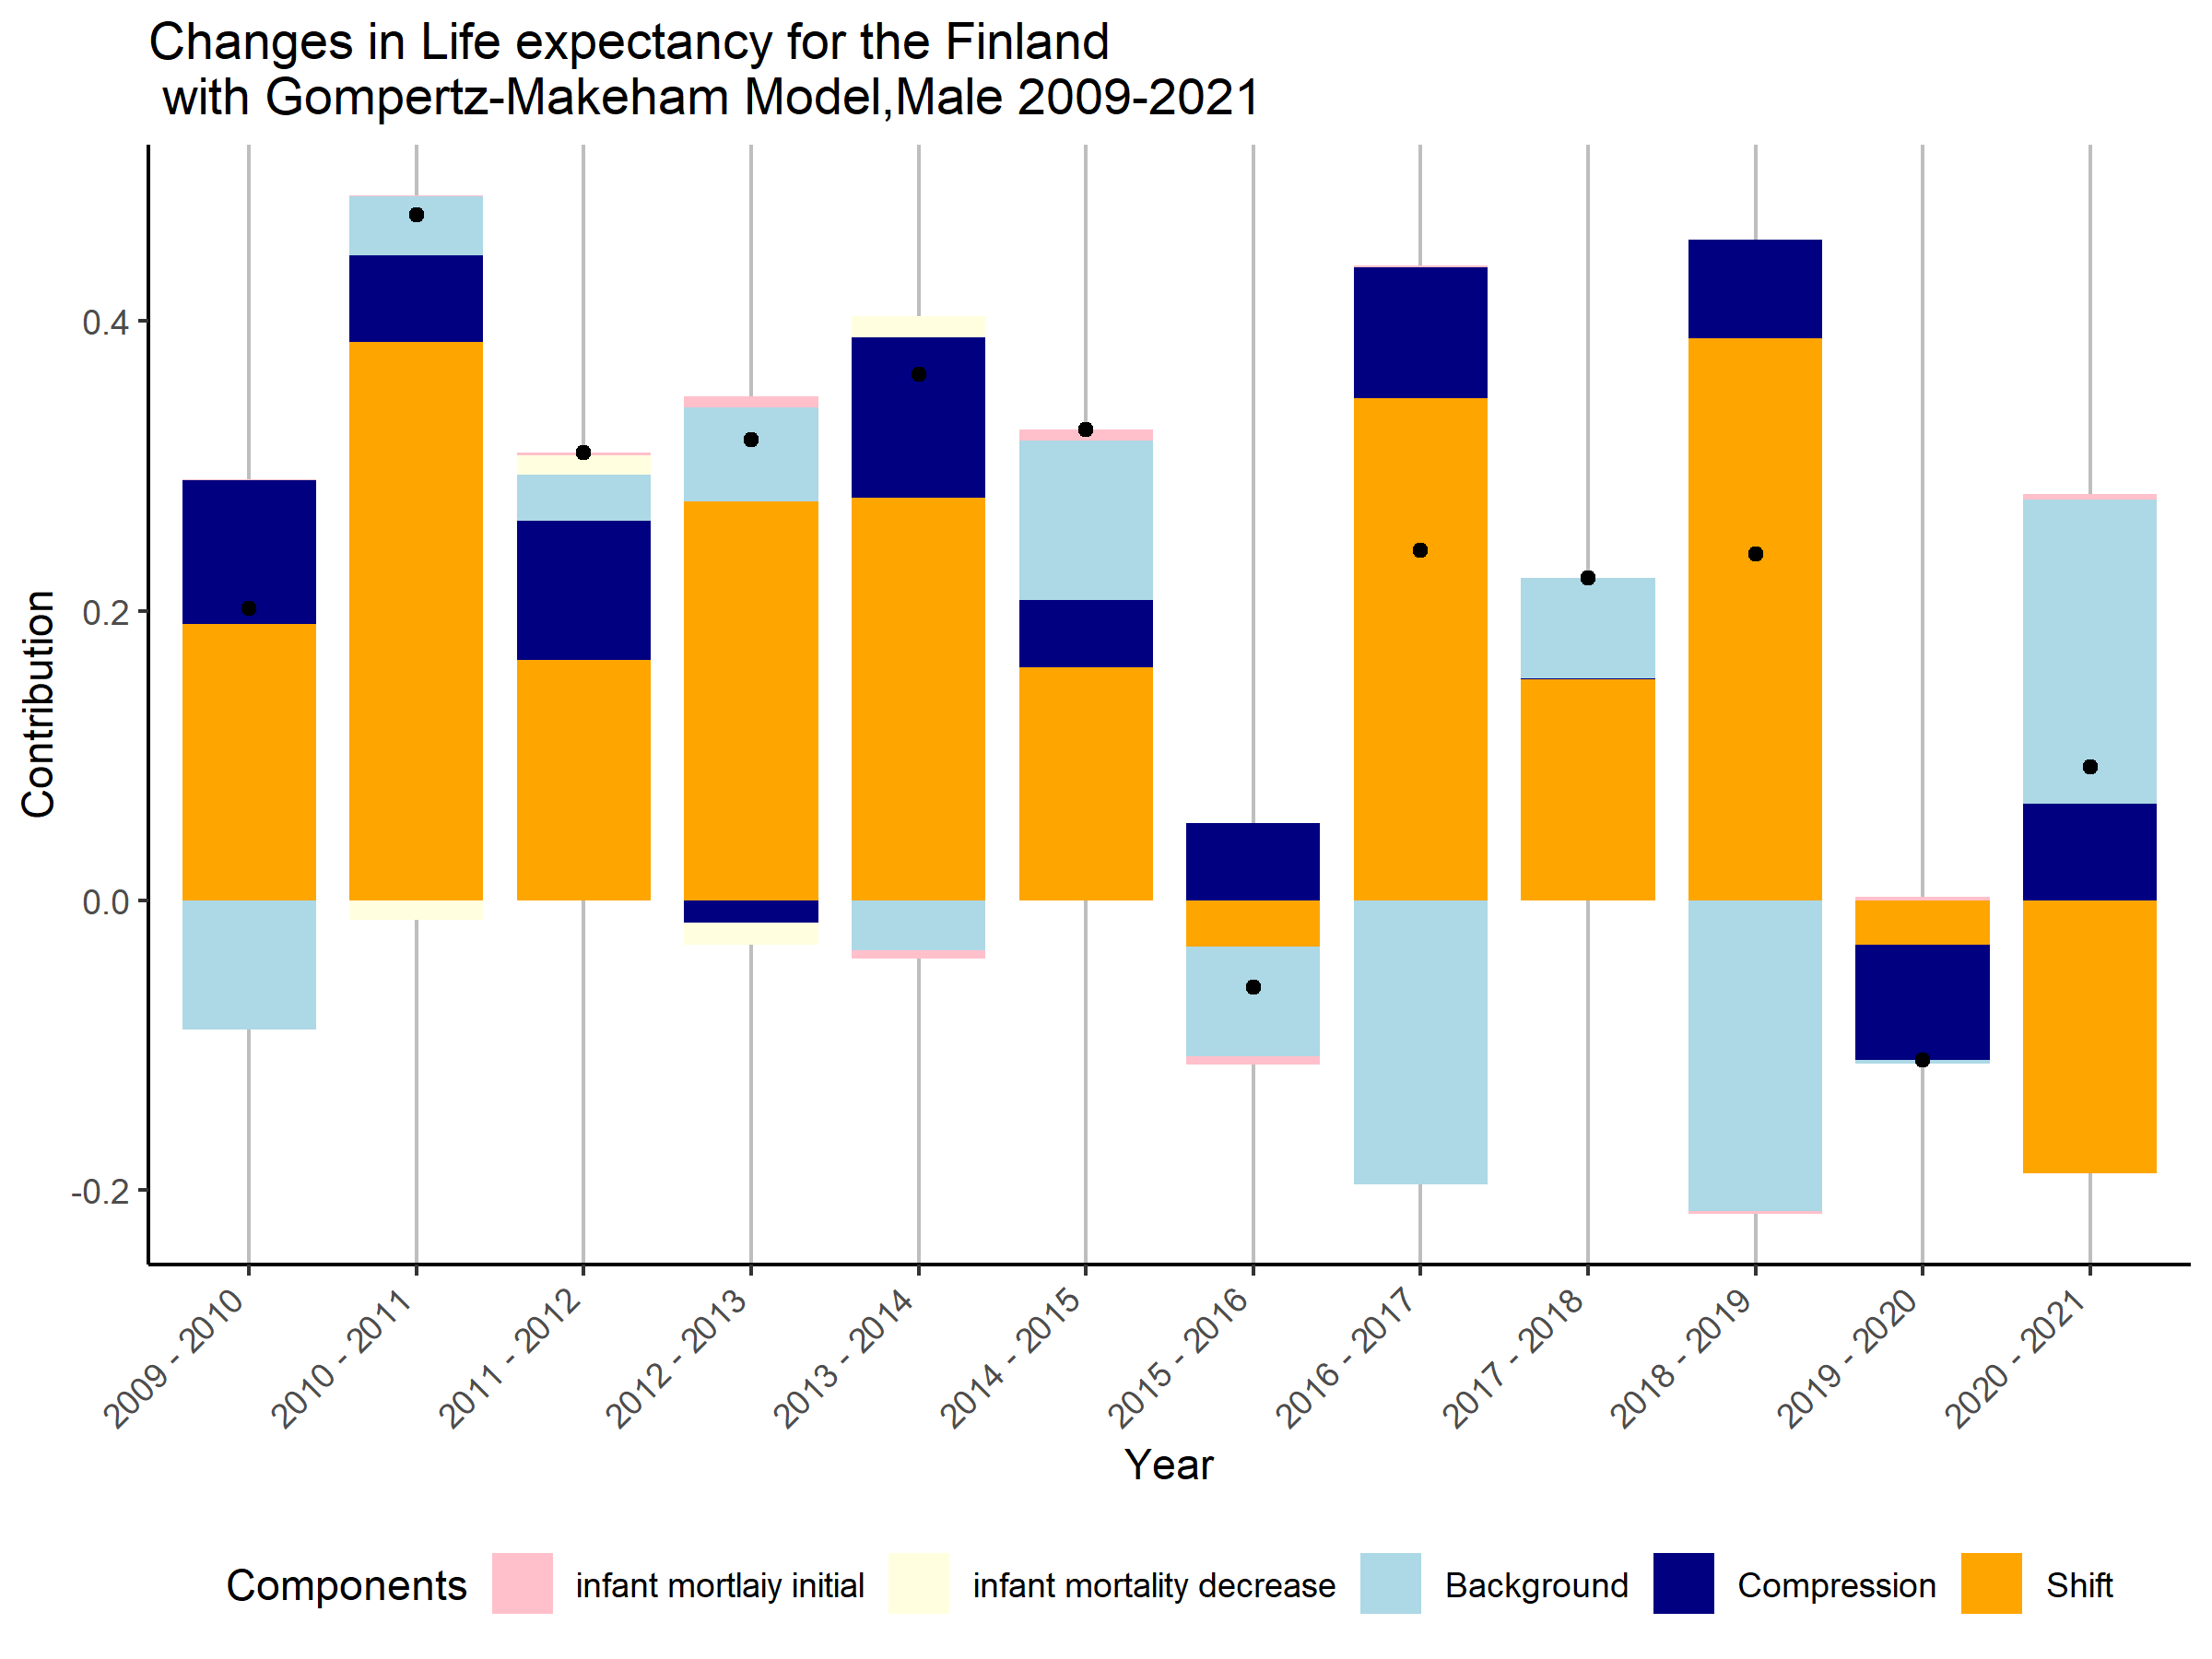 Changes in Life expectancy for the Finland
with Gompertz-Makeham Model,Male 2009-2021
Contribution
0.4
0.2
0.0
-0.2
2009 - 2010
2010 - 2011
2011 - 2012
2012 - 2013
2013 - 2014
2014 - 2015
2015 - 2016
2016 - 2017
2017 - 2018
2018 - 2019
2019 - 2020
2020 - 2021
Year
Components infant mortlaiy initial infant mortality decrease Background Compression Shift